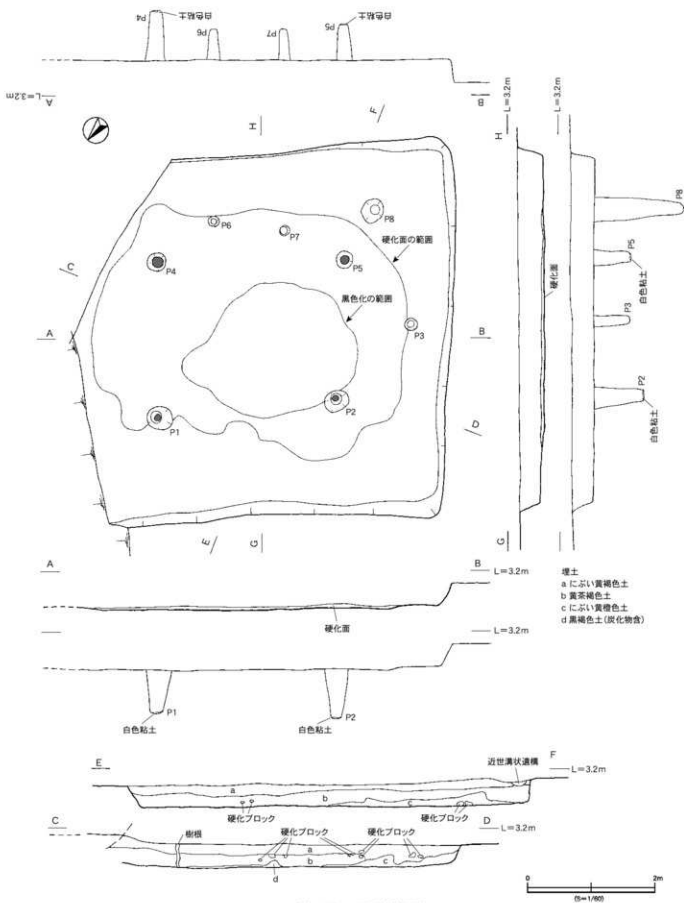 P4
白色粘土
P6
P7
P5
白色粘土
A
L=3.2m
B
H
F
H
L=3.2m
L=3.2m
P8
P6
P7
硬化面の範囲
P4
P5
C
黒色化の範囲
P3
A
B
P2
P1
D
E
G
硬化面
P8
P5
白色粘土
P3
P2
白色粘土
G
A
B
L=3.2m
硬化面
L=3.2m
P1
白色粘土
P2
白色粘土
埋土
a にぶい黄褐色土
b 黄茶褐色土
c にぶい黄橙色土
d 黒褐色土(炭化物含)
E
近世溝状遺構
F
L=3.2m
a
b
c
硬化ブロック
硬化ブロック
C
樹根
硬化ブロック
硬化ブロック
D
L=3.2m
a
b
c
d
0
2m
(S=1/60)